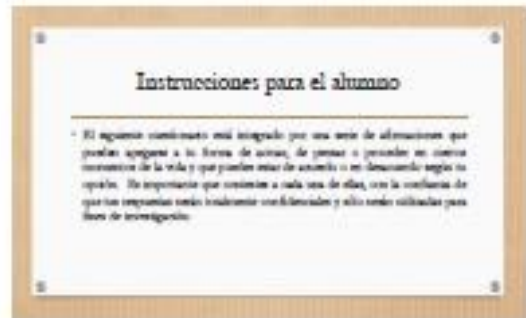 Instrucciones para el alumno
• El siguiente cuestionario está integrado por una serie de afirmaciones que
puedan apegarse a tu forma de actuar, de pensar o proceder en ciertos
momentos de la vida y que puedes estar de acuerdo o en desacuerdo según tu
opinión. Es importante que contestes a cada una de ellas, con la confianza de
que tus respuestas serán totalmente confidenciales y sólo serán utilizadas para
fines de investigación.